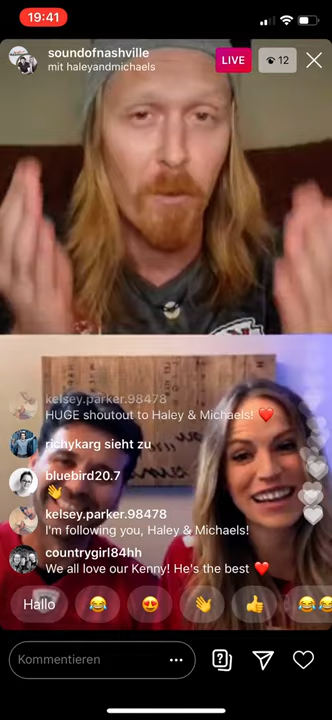 19:41
soundofnashville
mit haleyandmichaels
LIVE
12
kelsey.parker.98478
HUGE shoutout to Haley & Michaels! ❤️
richykarg sieht zu
bluebird20.7
👋
kelsey.parker.98478
I'm following you, Haley & Michaels!
countrygirl84hh
We all love our Kenny! He's the best ❤️
Hallo 😂 😍 👋 👍 😂😂
Kommentieren